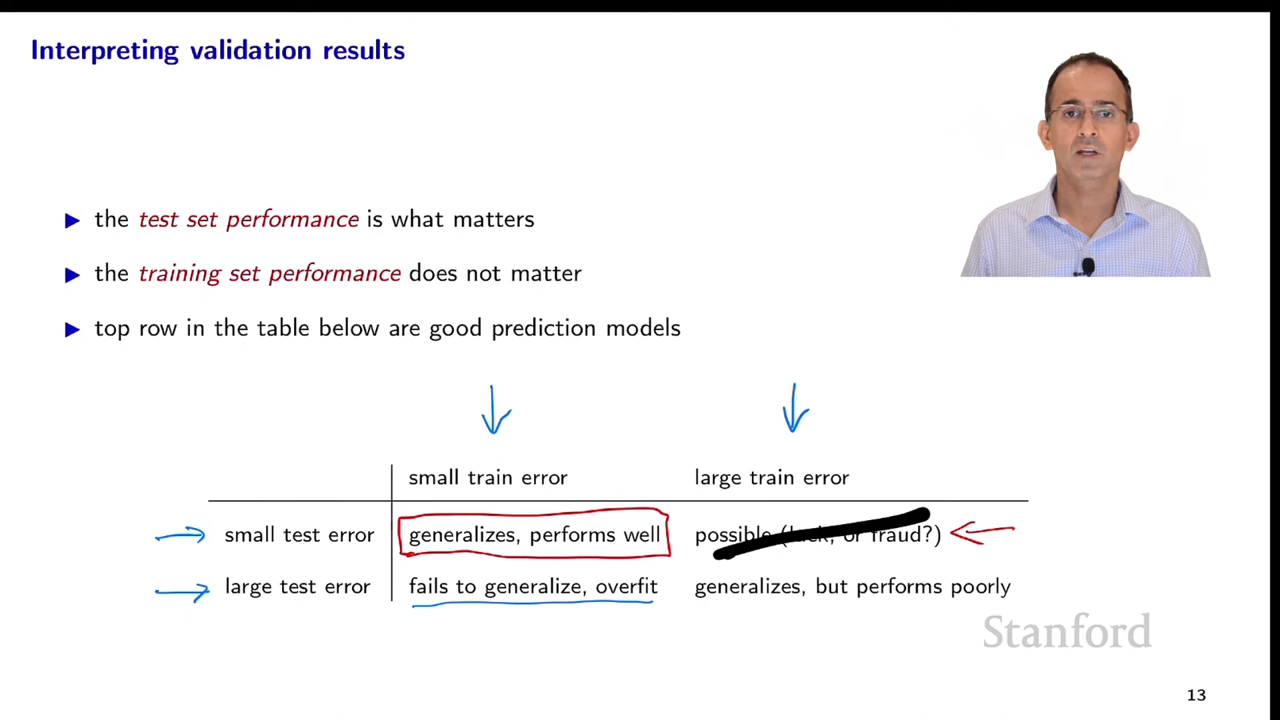 Interpreting validation results
▶ the test set performance is what matters
▶ the training set performance does not matter
▶ top row in the table below are good prediction models
small train error large train error
small test error generalizes, performs well possible (luck, or fraud?)
large test error fails to generalize, overfit generalizes, but performs poorly
Stanford
13